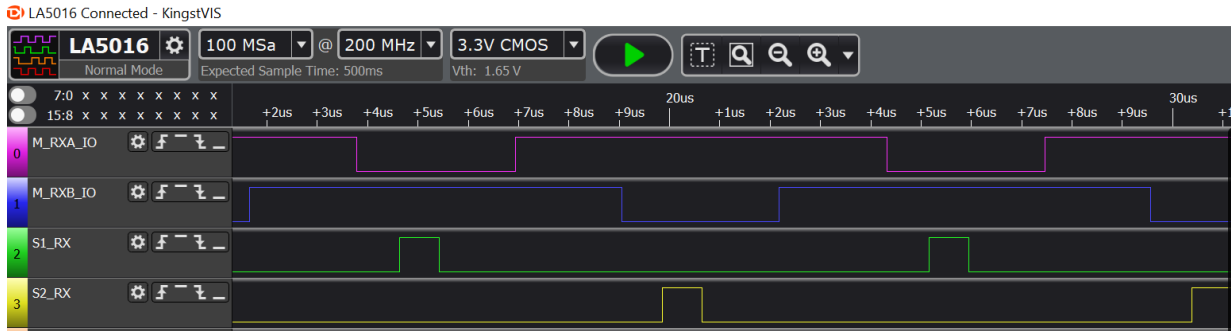 LA5016 Connected - KingstVIS
LA5016
Normal Mode
100 MSa @ 200 MHz
Expected Sample Time: 500ms
3.3V CMOS
Vth: 1.65 V
T
7:0 x x x x x x x x
15:8 x x x x x x x x
20us 30us
+2us +3us +4us +5us +6us +7us +8us +9us +1us +2us +3us +4us +5us +6us +7us +8us +9us +1
0 M_RXA_IO
1 M_RXB_IO
2 S1_RX
3 S2_RX